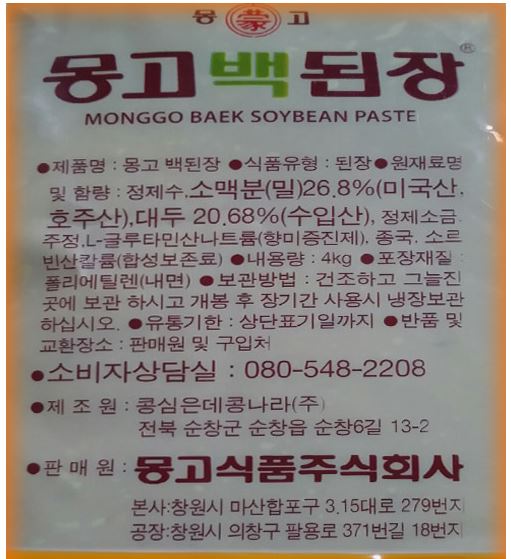 몽 蒙 고
몽고백된장®
MONGGO BAEK SOYBEAN PASTE
●제품명 : 몽고 백된장 ●식품유형 : 된장 ●원재료명
및 함량 : 정제수,소맥분(밀)26.8%(미국산,
호주산),대두 20.68%(수입산), 정제소금.
주정,L-글루타민산나트륨(향미증진제), 종국, 소르
빈산칼륨(합성보존료) ●내용량 : 4kg ●포장재질 :
폴리에틸렌(내면) ●보관방법 : 건조하고 그늘진
곳에 보관 하시고 개봉 후 장기간 사용시 냉장보관
하십시오. ●유통기한 : 상단표기일까지 ●반품 및
교환장소 : 판매원 및 구입처
●소비자상담실 : 080-548-2208
●제 조 원 : 콩심은데콩나라(주)
전북 순창군 순창읍 순창6길 13-2
●판 매 원 : 몽고식품주식회사
본사:창원시 마산합포구 3.15대로 279번지
공장:창원시 의창구 팔용로 371번길 18번지